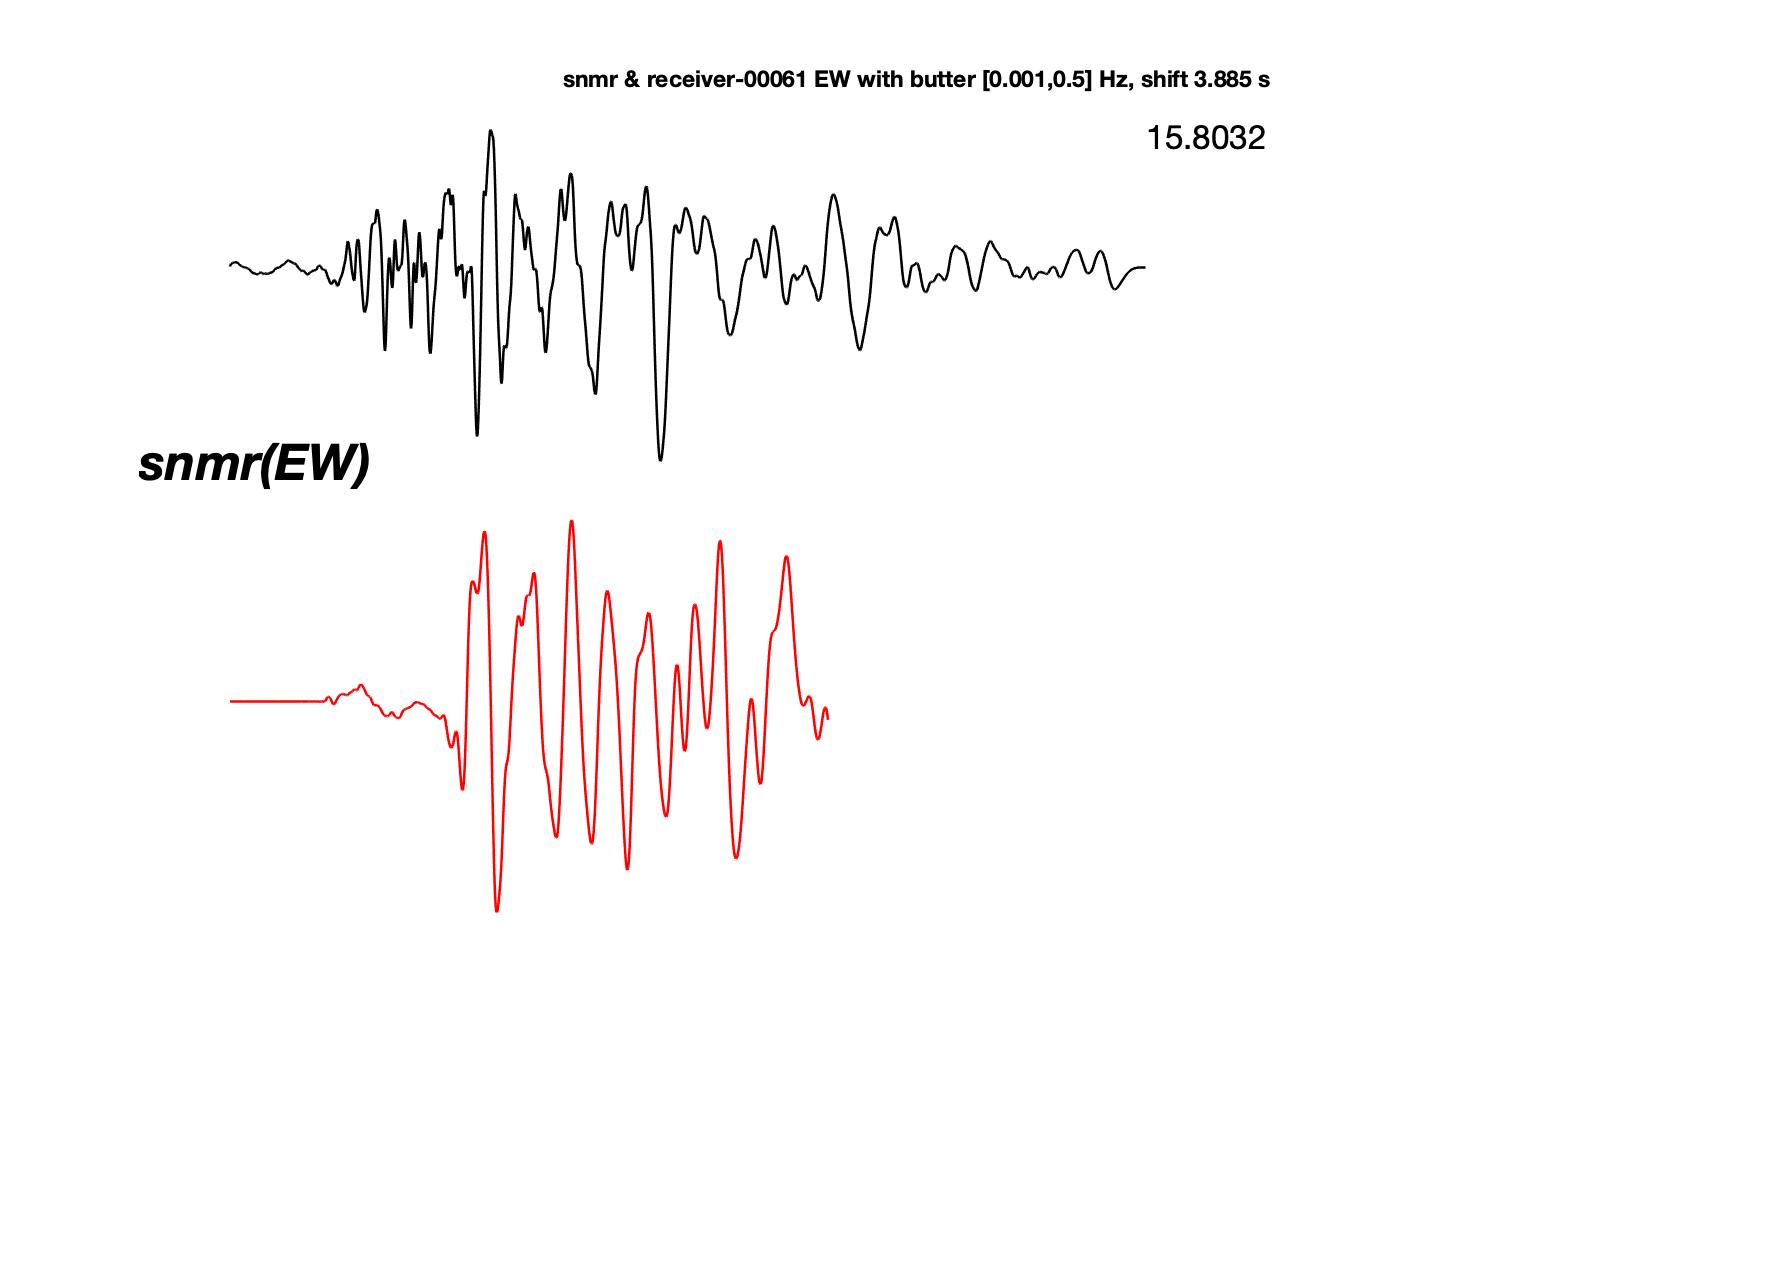 snmr & receiver-00061 EW with butter [0.001,0.5] Hz, shift 3.885 s
15.8032
snmr(EW)